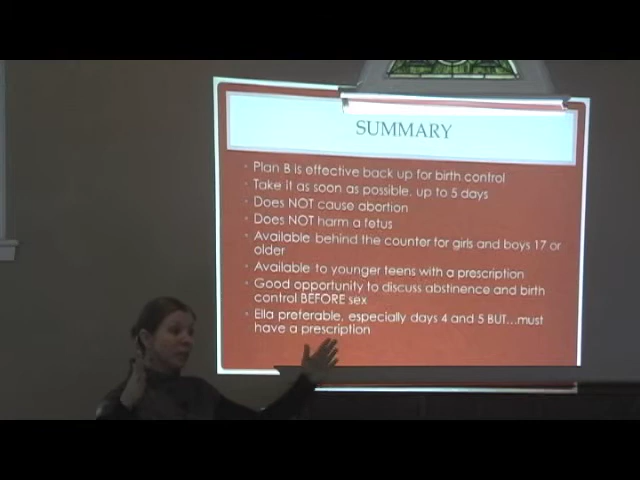 SUMMARY
• Plan B is effective back up for birth control
• Take it as soon as possible, up to 5 days
• Does NOT cause abortion
• Does NOT harm a fetus
• Available behind the counter for girls and boys 17 or
older
• Available to younger teens with a prescription
• Good opportunity to discuss abstinence and birth
control BEFORE sex
• Ella preferable, especially days 4 and 5 BUT...must
have a prescription